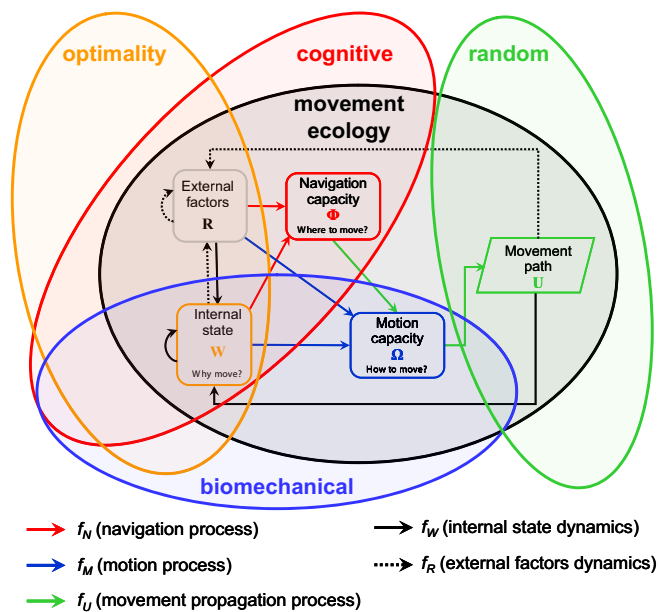 optimality
cognitive
random
movement
ecology
External
factors
R
Navigation
capacity
Φ
Where to move?
Movement
path
U
Internal
state
W
Why move?
Motion
capacity
Ω
How to move?
biomechanical
f_N (navigation process)
f_W (internal state dynamics)
f_M (motion process)
f_R (external factors dynamics)
f_U (movement propagation process)